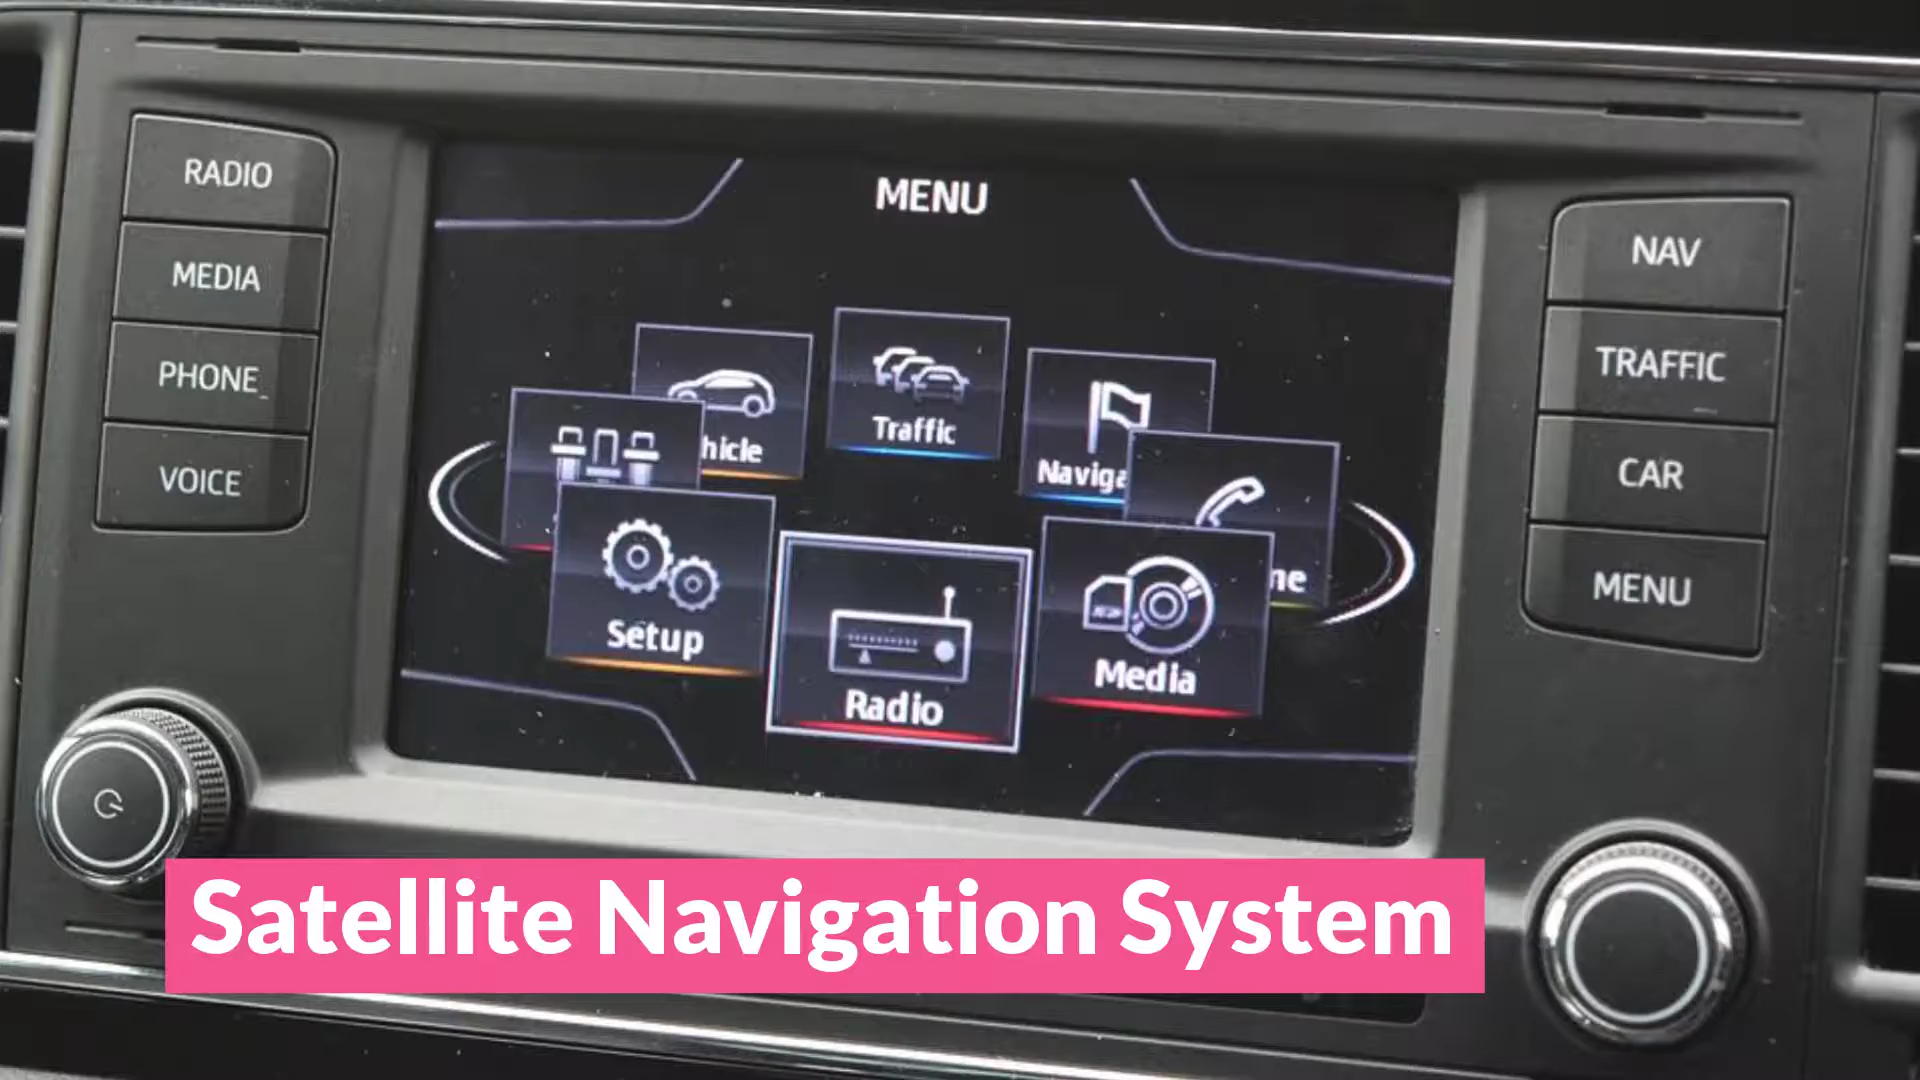 RADIO
MEDIA
PHONE
VOICE
MENU
hicle
Traffic
Naviga
ne
Setup
Radio
Media
NAV
TRAFFIC
CAR
MENU
Satellite Navigation System